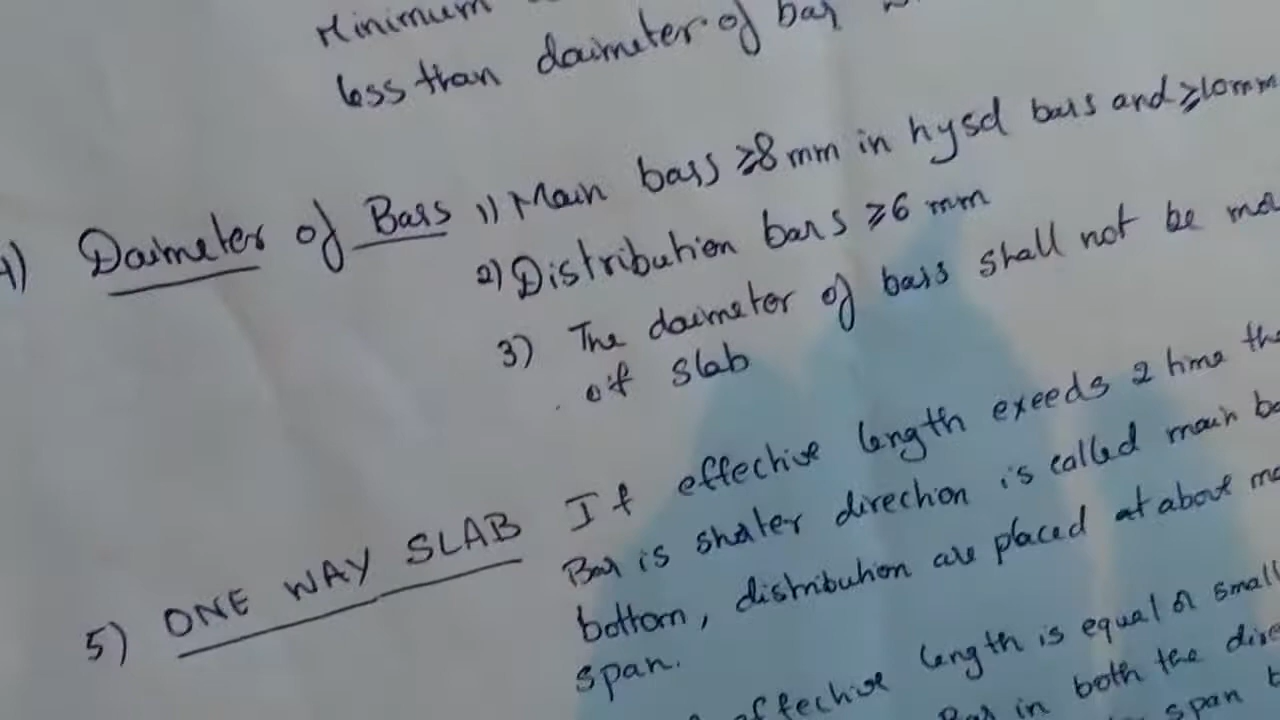 Minimum
less than daimeter of bar
4) Daimeter of Bars 1) Main bars ≥8 mm in hysd bars and ≥10mm
2) Distribution bars ≥6 mm
3) The daimeter of bars shall not be
of slab
5) ONE WAY SLAB If effective length exeeds 2 time
Bar is shater direction is called main
bottom, distribution are placed at above
span.
effective length is equal or small
Bar in both the
span